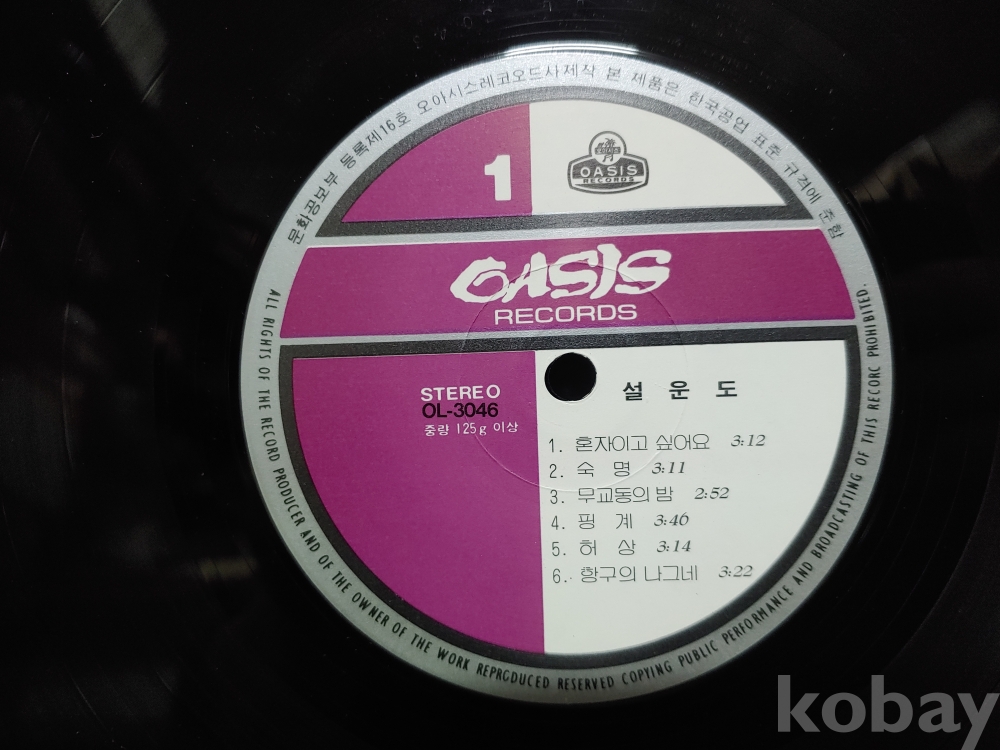 문화공보부 등록제16호 오아시스레코오드사제작 본 제품은 한국공업 표준 규격에 준함
1
OASIS
RECORDS
OASIS
RECORDS
STEREO
OL-3046
중량 125g 이상
설 운 도
1. 혼자이고 싶어요 3:12
2. 숙 명 3:11
3. 무교동의 밤 2:52
4. 핑 계 3:46
5. 허 상 3:14
6. 항구의 나그네 3:22
ALL RIGHTS OF THE RECORD PRODUCER AND OF THE OWNER OF THE WORK REPRODUCED RESERVED COPYING PUBLIC PERFORMANCE AND BROADCASTING OF THIS RECORC PROHIBITED.
kobay